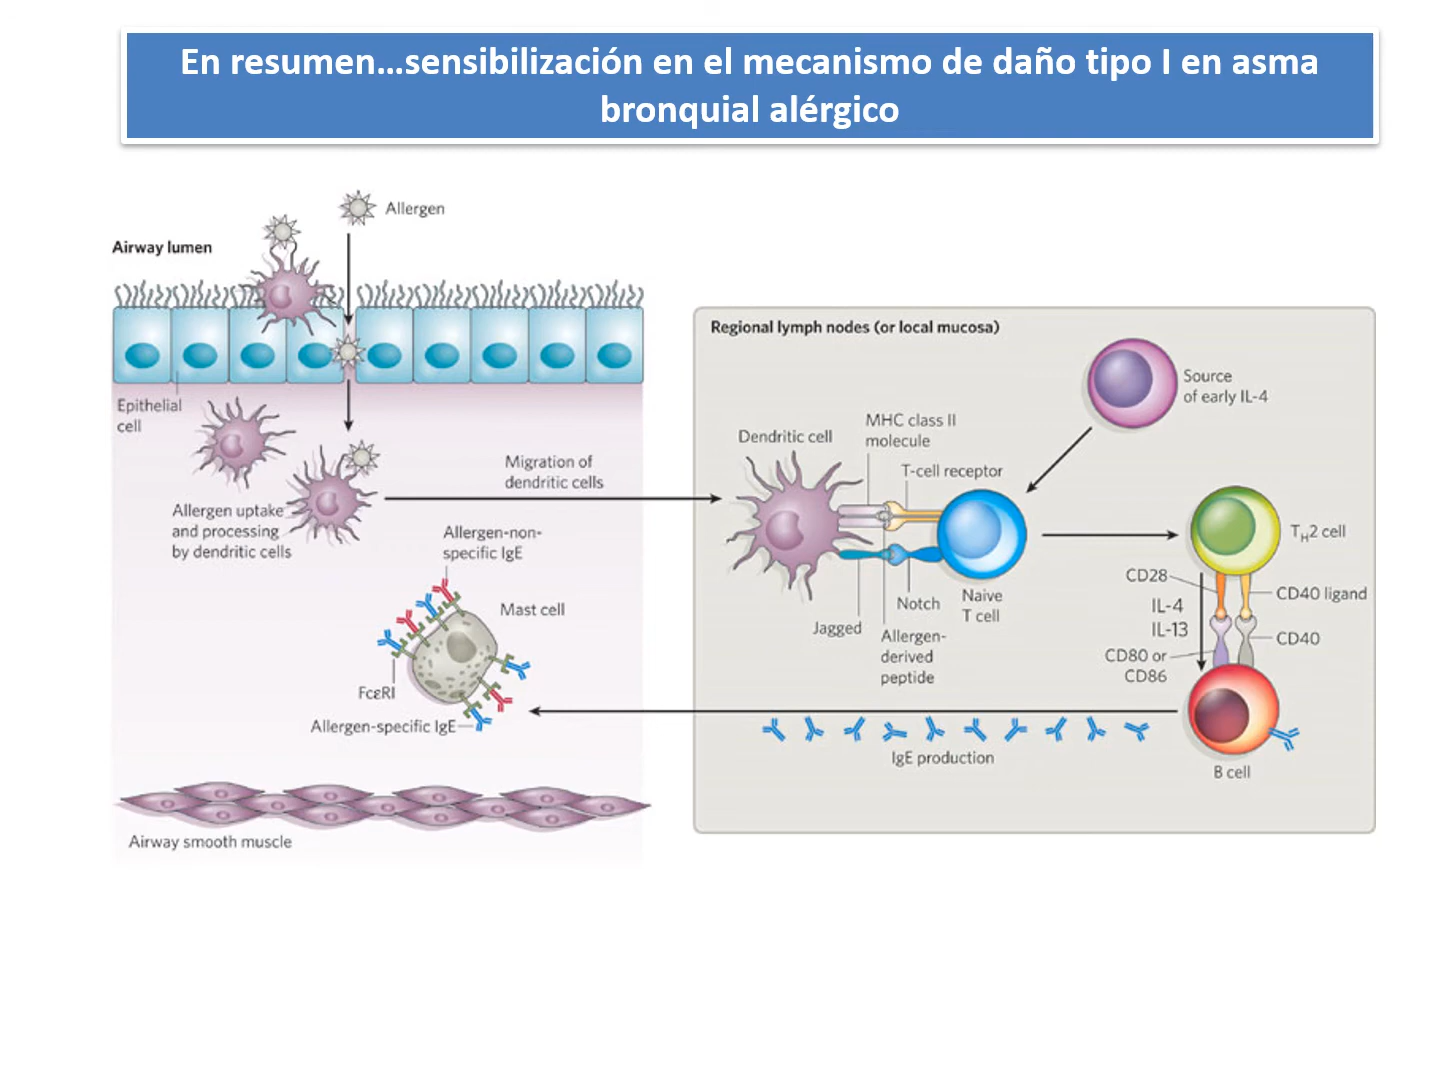 En resumen...sensibilización en el mecanismo de daño tipo I en asma
bronquial alérgico
Allergen
Airway lumen
Epithelial
cell
Allergen uptake
and processing
by dendritic cells
Migration of
dendritic cells
Allergen-non-
specific IgE
Mast cell
FcεRI
Allergen-specific IgE
Airway smooth muscle
Regional lymph nodes (or local mucosa)
Source
of early IL-4
Dendritic cell
MHC class II
molecule
T-cell receptor
Jagged
Notch
Allergen-
derived
peptide
Naive
T cell
TH2 cell
CD28
CD40 ligand
IL-4
IL-13
CD40
CD80 or
CD86
IgE production
B cell